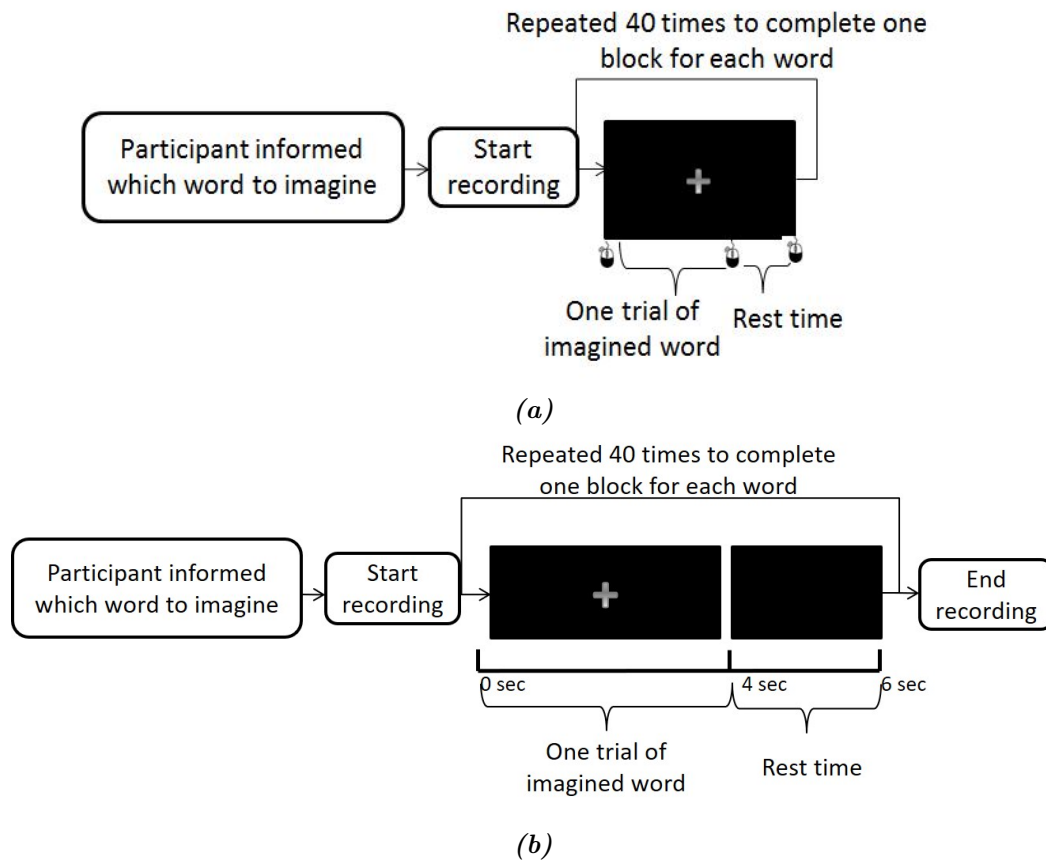 Repeated 40 times to complete one
block for each word
Participant informed
which word to imagine
Start
recording
One trial of
imagined word
Rest time
(a)
Repeated 40 times to complete
one block for each word
Participant informed
which word to imagine
Start
recording
End
recording
0 sec
4 sec
6 sec
One trial of
imagined word
Rest time
(b)